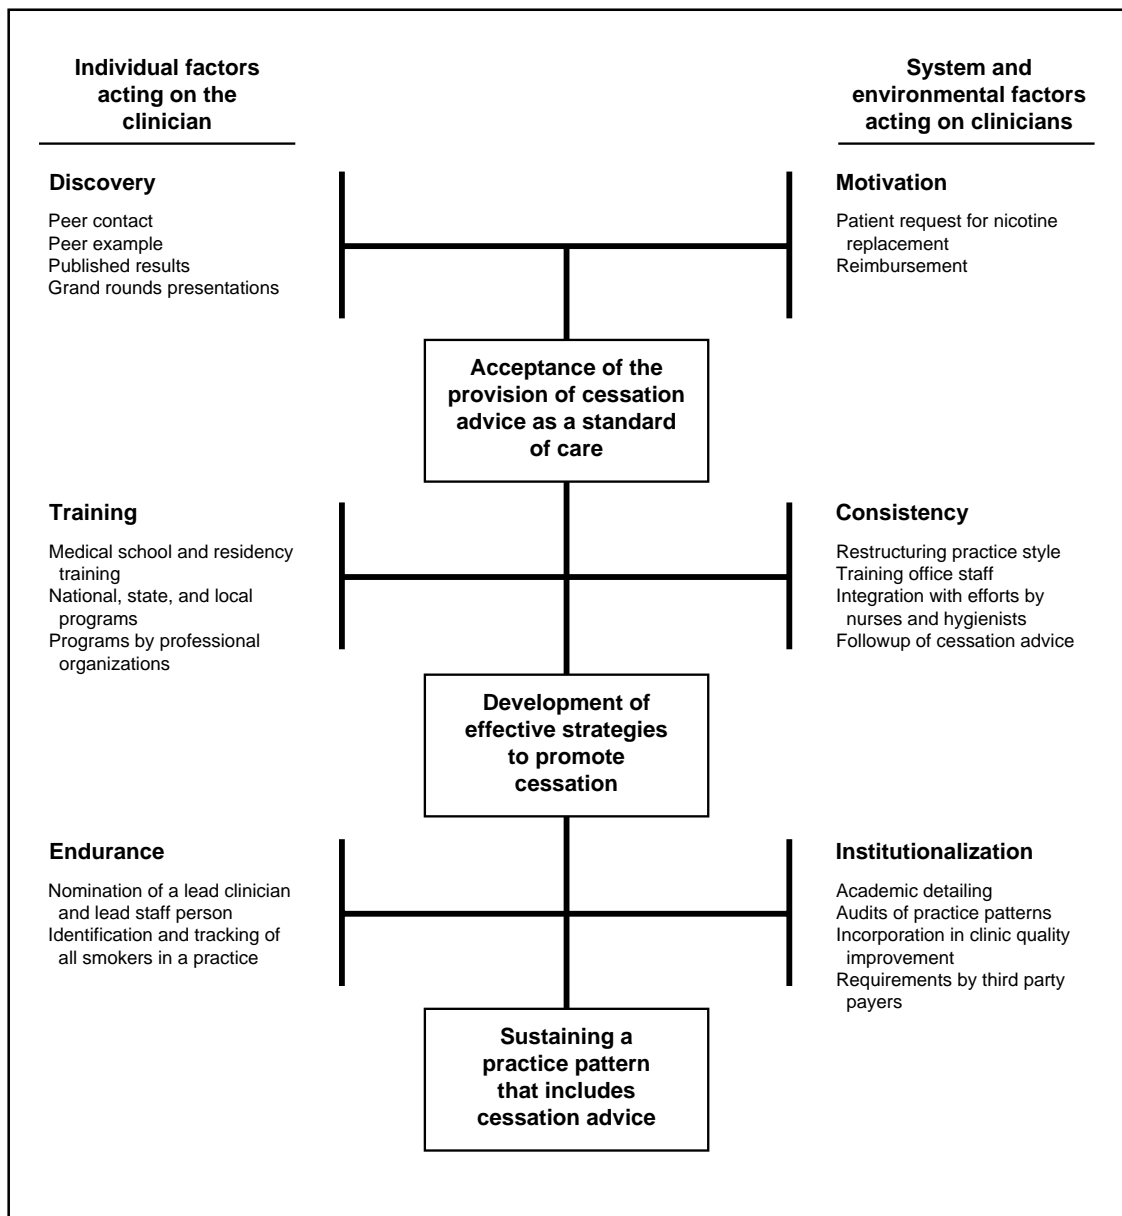 Individual factors
acting on the
clinician
System and
environmental factors
acting on clinicians
Discovery
Peer contact
Peer example
Published results
Grand rounds presentations
Motivation
Patient request for nicotine
replacement
Reimbursement
Acceptance of the
provision of cessation
advice as a standard
of care
Training
Medical school and residency
training
National, state, and local
programs
Programs by professional
organizations
Consistency
Restructuring practice style
Training office staff
Integration with efforts by
nurses and hygienists
Followup of cessation advice
Development of
effective strategies
to promote
cessation
Endurance
Nomination of a lead clinician
and lead staff person
Identification and tracking of
all smokers in a practice
Institutionalization
Academic detailing
Audits of practice patterns
Incorporation in clinic quality
improvement
Requirements by third party
payers
Sustaining a
practice pattern
that includes
cessation advice